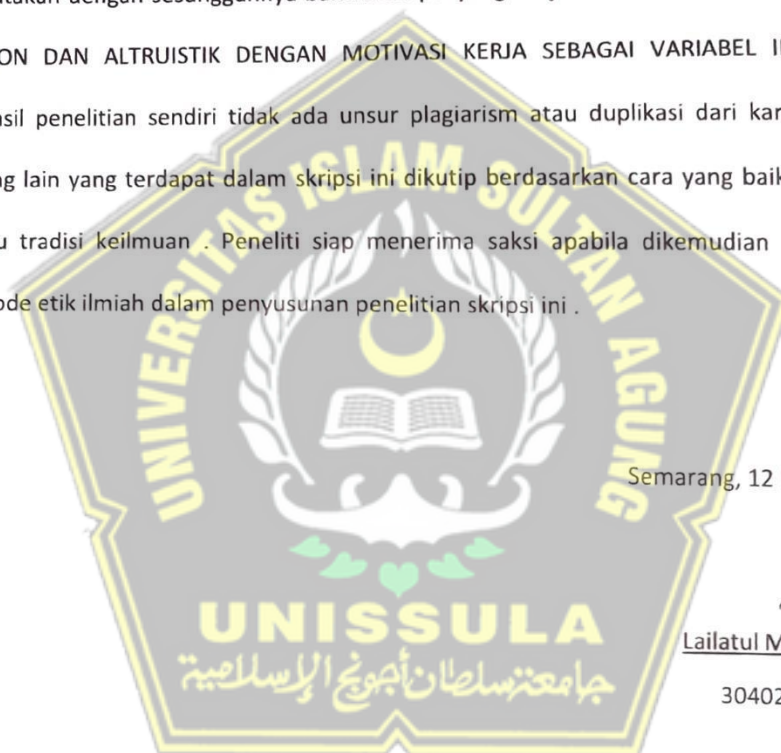 dengan
ON DAN ALTRUISTIK DENGAN MOTIVASI KERJA SEBAGAI VARIABEL
asil penelitian sendiri tidak ada unsur plagiarism atau duplikasi dari
ng lain yang terdapat dalam skripsi ini dikutip berdasarkan cara yang baik
u tradisi keilmuan . Peneliti siap menerima saksi apabila dikemudian
ode etik ilmiah dalam penyusunan penelitian skripsi ini .
UNIVERSITAS ISLAM SULTAN AGUNG
Semarang, 12
UNISSULA
جامعة سلطان أجونج الإسلامية
Lailatul M
30402